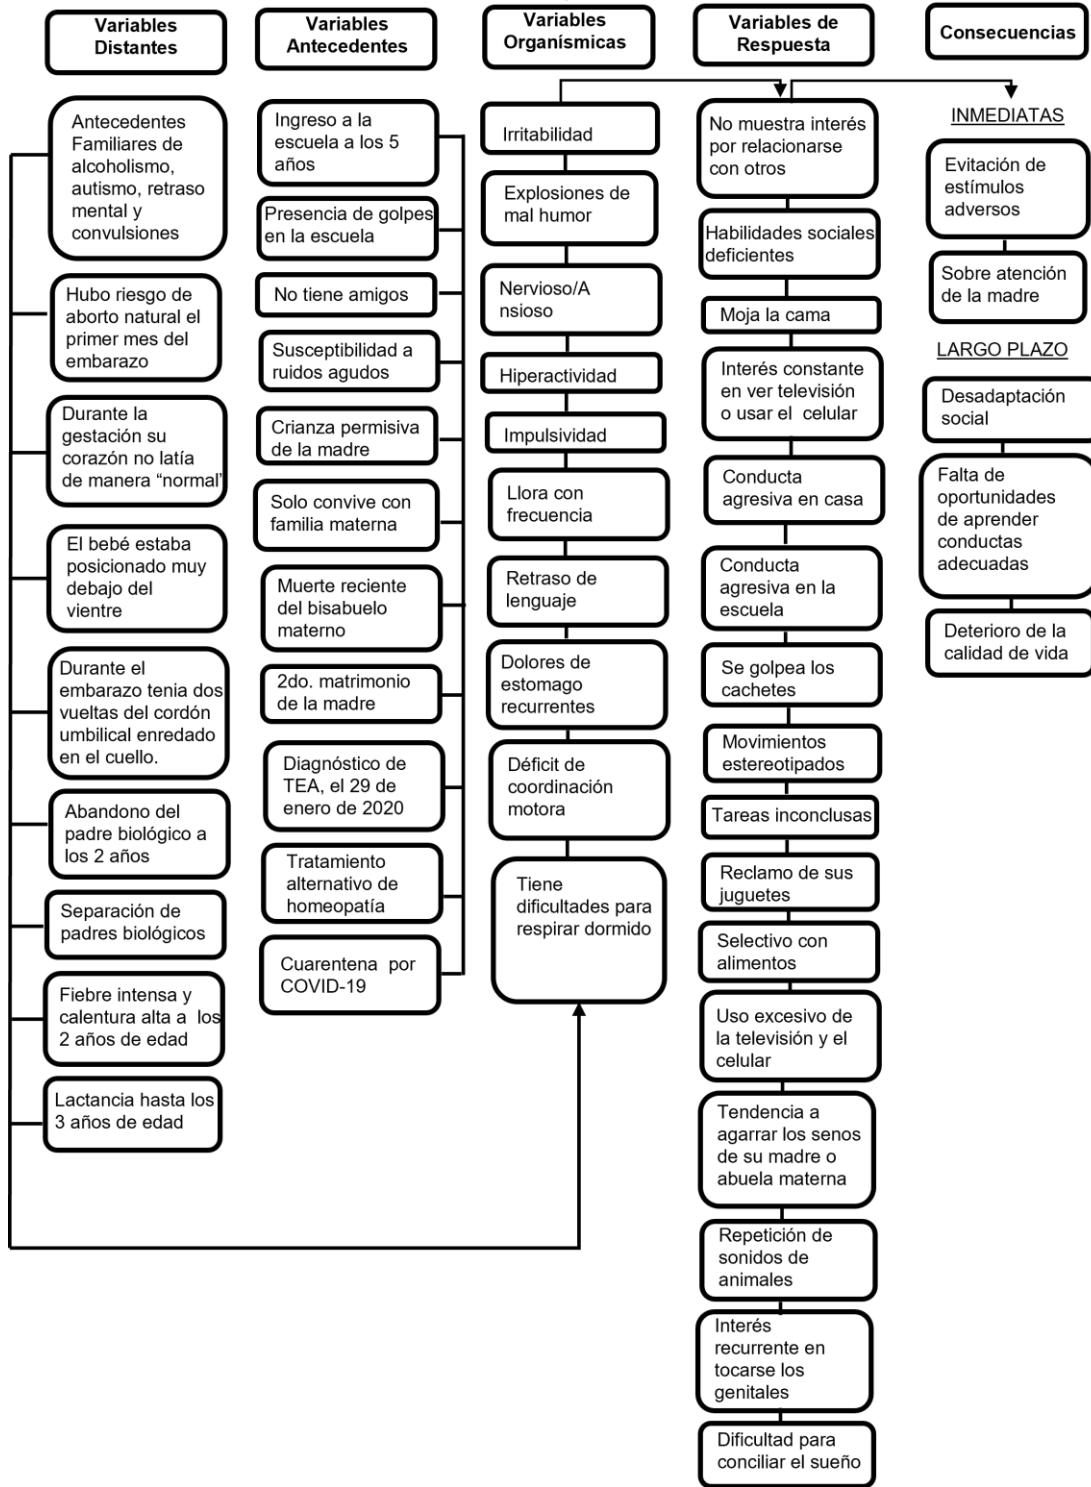 Variables
Distantes
Antecedentes
Familiares de
alcoholismo,
autismo, retraso
mental y
convulsiones
Hubo riesgo de
aborto natural el
primer mes del
embarazo
Durante la
gestación su
corazón no latía
de manera “normal”
El bebé estaba
posicionado muy
debajo del
vientre
Durante el
embarazo tenia dos
vueltas del cordón
umbilical enredado
en el cuello.
Abandono del
padre biológico a
los 2 años
Separación de
padres biológicos
Fiebre intensa y
calentura alta a los
2 años de edad
Lactancia hasta los
3 años de edad
Variables
Antecedentes
Ingreso a la
escuela a los 5
años
Presencia de golpes
en la escuela
No tiene amigos
Susceptibilidad a
ruidos agudos
Crianza permisiva
de la madre
Solo convive con
familia materna
Muerte reciente
del bisabuelo
materno
2do. matrimonio
de la madre
Diagnóstico de
TEA, el 29 de
enero de 2020
Tratamiento
alternativo de
homeopatía
Cuarentena por
COVID-19
Variables
Organísmicas
Irritabilidad
Explosiones de
mal humor
Nervioso/A
nsioso
Hiperactividad
Impulsividad
Llora con
frecuencia
Retraso de
lenguaje
Dolores de
estomago
recurrentes
Déficit de
coordinación
motora
Tiene
dificultades para
respirar dormido
Variables de
Respuesta
No muestra interés
por relacionarse
con otros
Habilidades sociales
deficientes
Moja la cama
Interés constante
en ver televisión
o usar el celular
Conducta
agresiva en casa
Conducta
agresiva en la
escuela
Se golpea los
cachetes
Movimientos
estereotipados
Tareas inconclusas
Reclamo de sus
juguetes
Selectivo con
alimentos
Uso excesivo de
la televisión y el
celular
Tendencia a
agarrar los senos
de su madre o
abuela materna
Repetición de
sonidos de
animales
Interés
recurrente en
tocarse los
genitales
Dificultad para
conciliar el sueño
Consecuencias
INMEDIATAS
Evitación de
estímulos
adversos
Sobre atención
de la madre
LARGO PLAZO
Desadaptación
social
Falta de
oportunidades
de aprender
conductas
adecuadas
Deterioro de la
calidad de vida